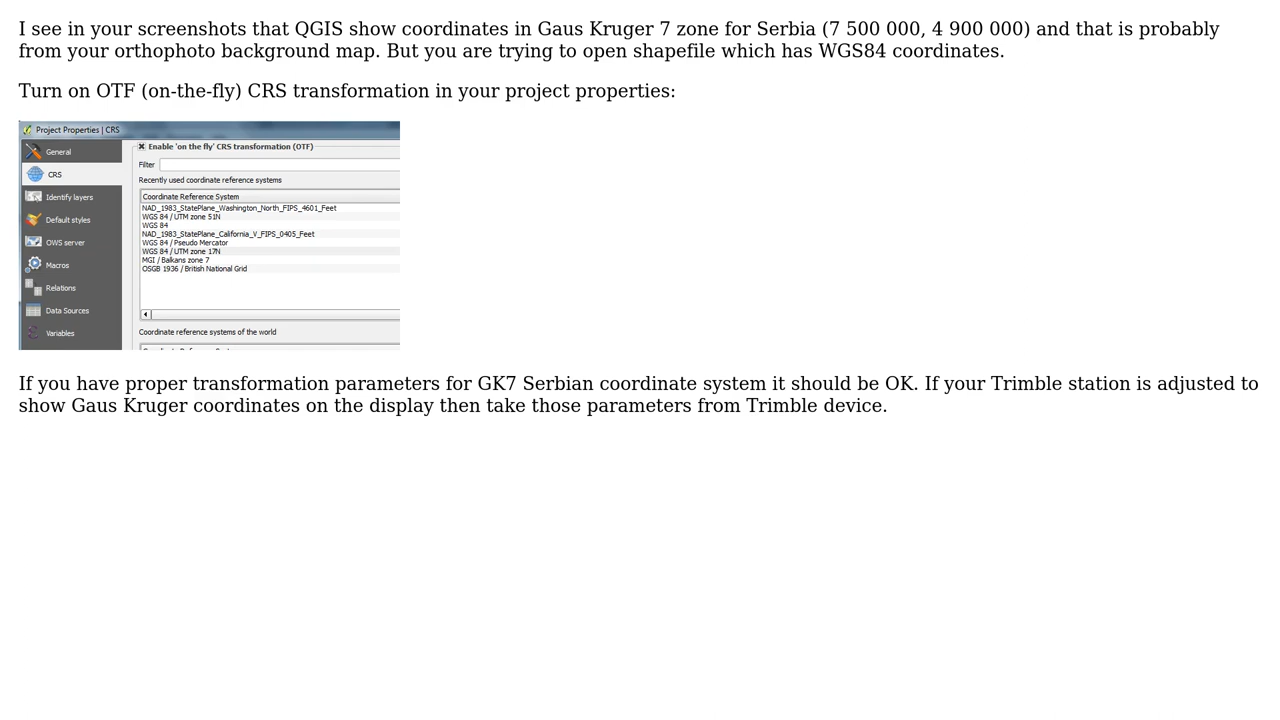 I see in your screenshots that QGIS show coordinates in Gaus Kruger 7 zone for Serbia (7 500 000, 4 900 000) and that is probably
from your orthophoto background map. But you are trying to open shapefile which has WGS84 coordinates.
Turn on OTF (on-the-fly) CRS transformation in your project properties:
Project Properties | CRS
General
CRS
Identify layers
Default styles
OWS server
Macros
Relations
Data Sources
Variables
Enable 'on the fly' CRS transformation (OTF)
Filter
Recently used coordinate reference systems
Coordinate Reference System
NAD_1983_StatePlane_Washington_North_FIPS_4601_Feet
WGS 84 / UTM zone 51N
WGS 84
NAD_1983_StatePlane_California_V_FIPS_0405_Feet
WGS 84 / Pseudo Mercator
WGS 84 / UTM zone 17N
MGI / Balkans zone 7
OSGB 1936 / British National Grid
Coordinate reference systems of the world
If you have proper transformation parameters for GK7 Serbian coordinate system it should be OK. If your Trimble station is adjusted to
show Gaus Kruger coordinates on the display then take those parameters from Trimble device.